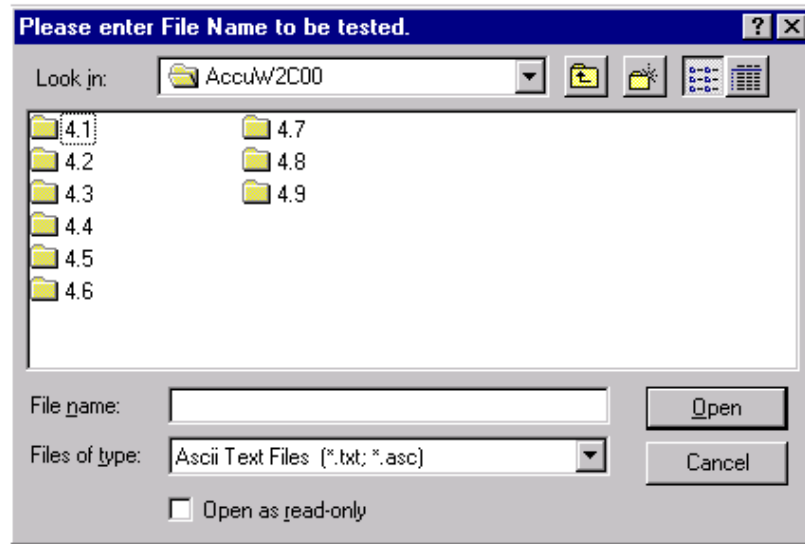 Please enter File Name to be tested.
Look in: AccuW2C00
4.1 4.7
4.2 4.8
4.3 4.9
4.4
4.5
4.6
File name: Open
Files of type: Ascii Text Files (*.txt; *.asc) Cancel
Open as read-only